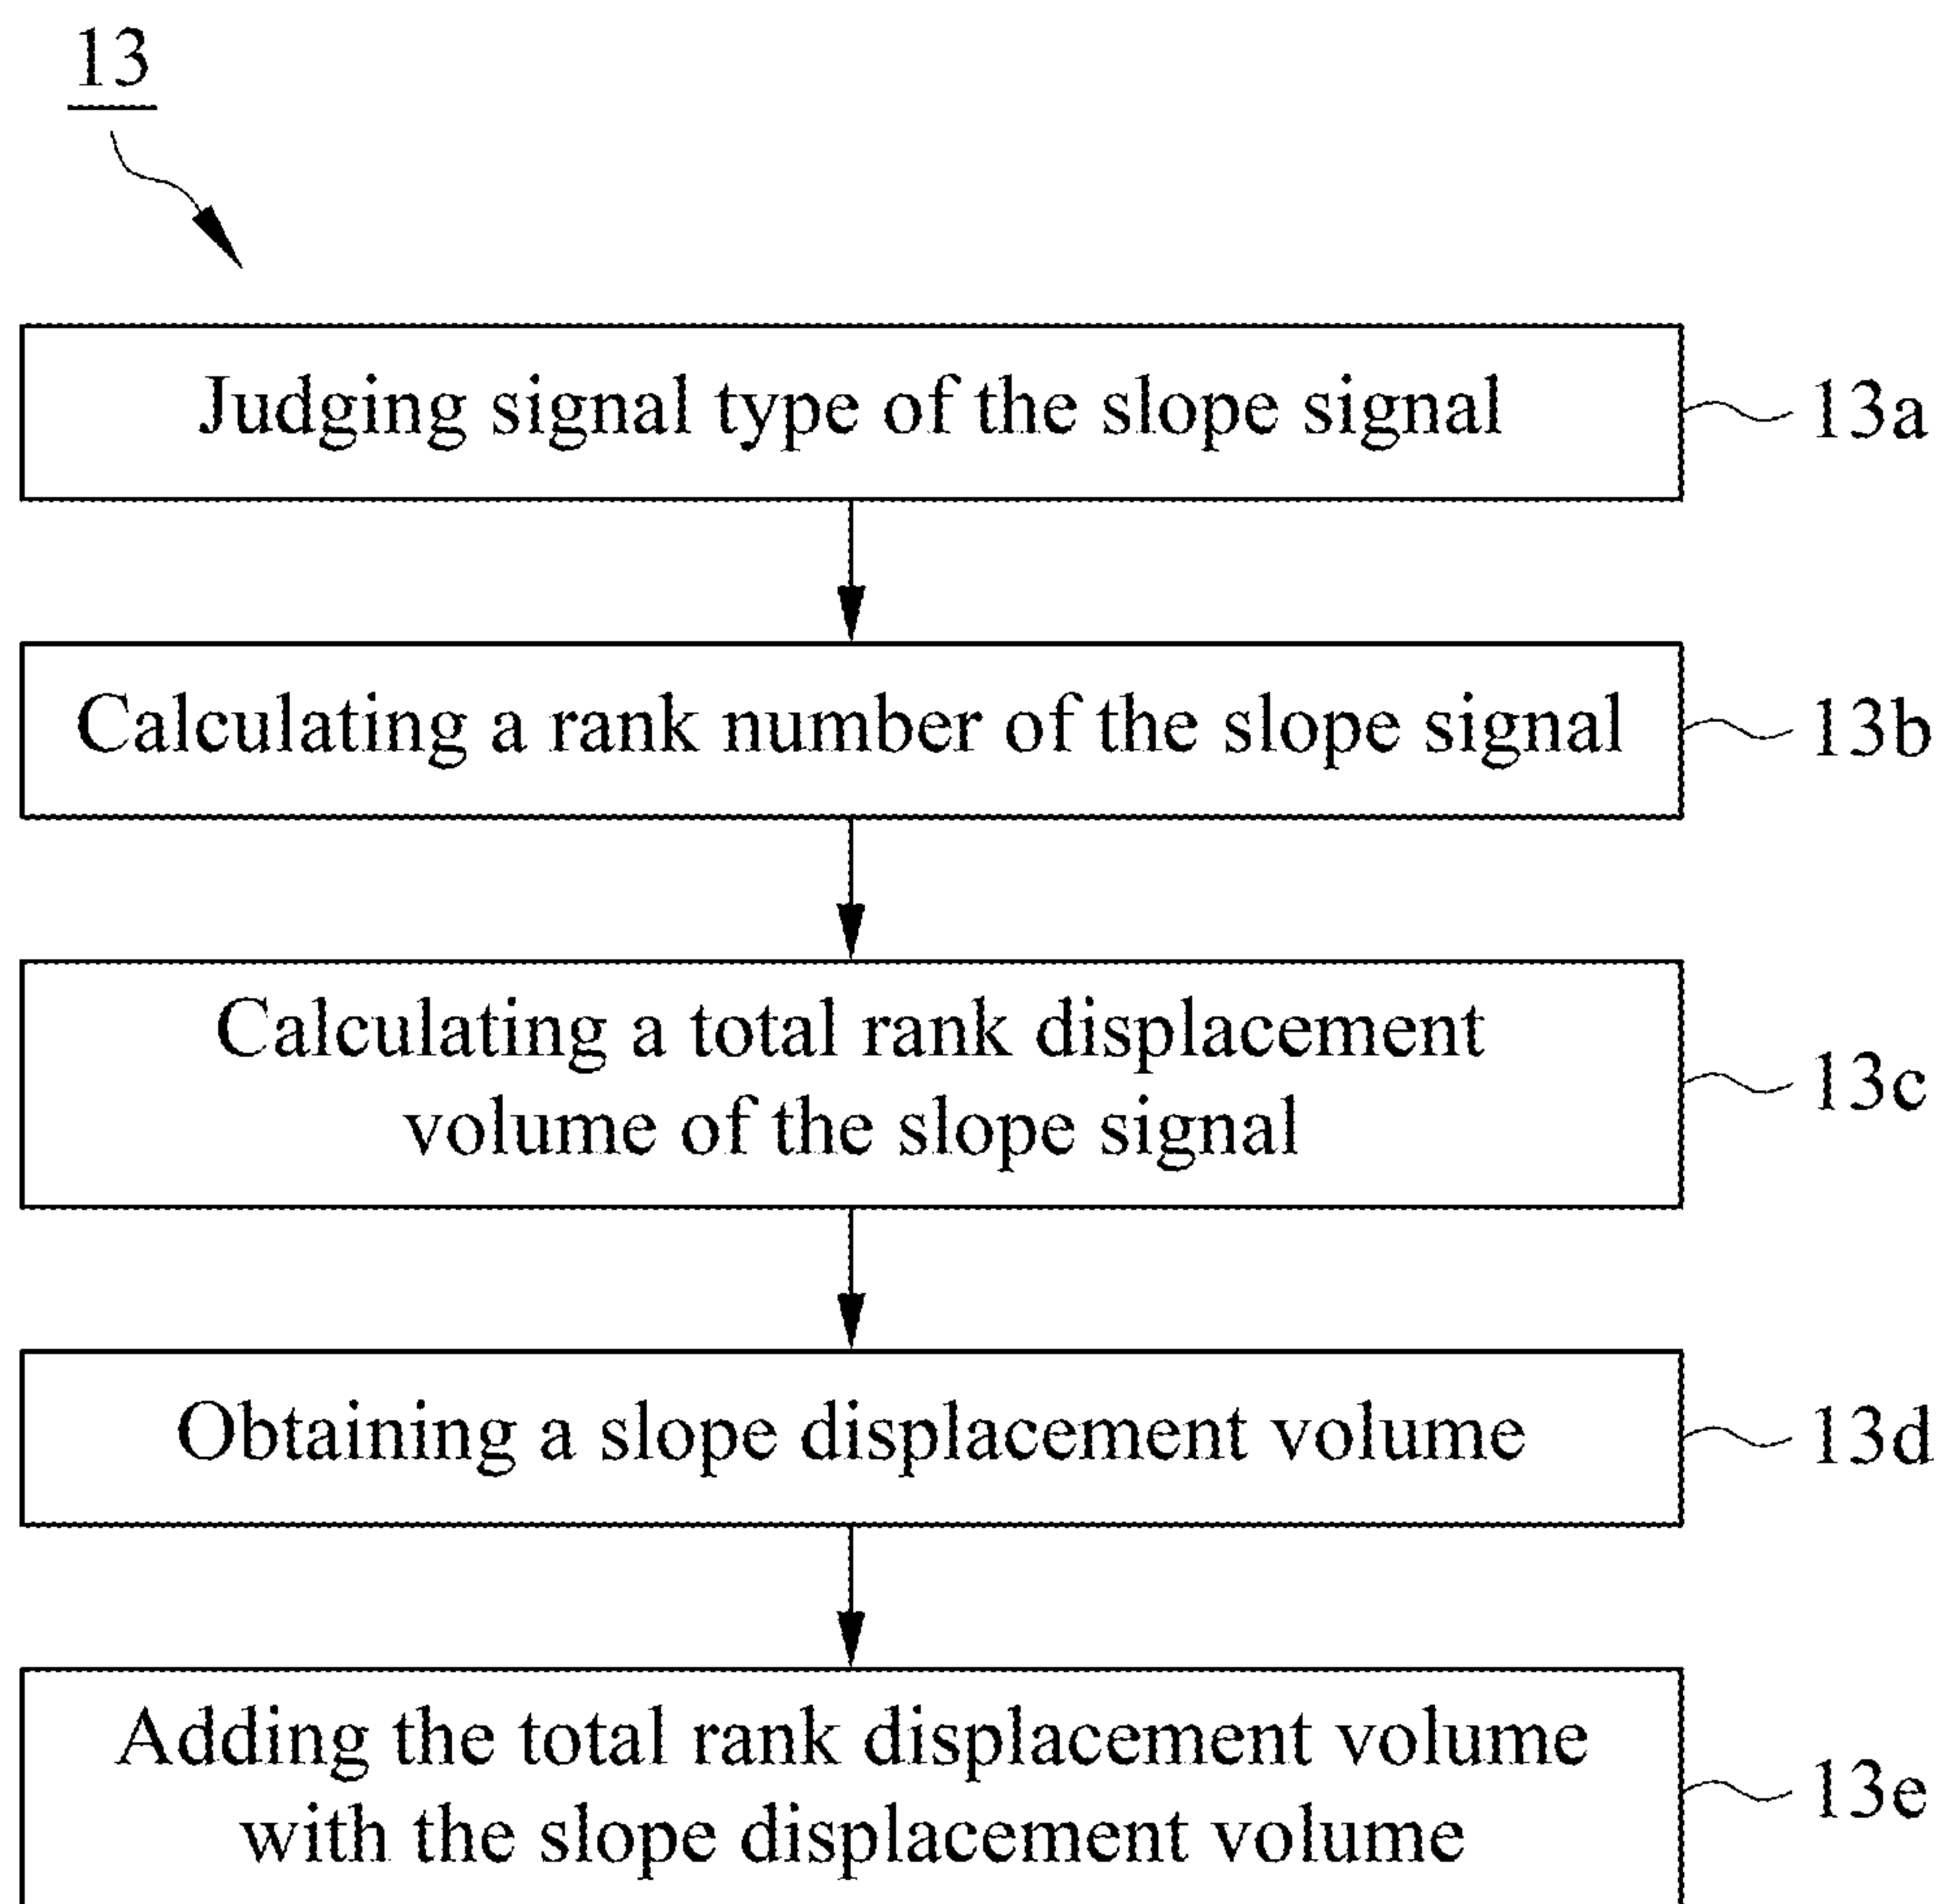 13
Judging signal type of the slope signal
13a
Calculating a rank number of the slope signal
13b
Calculating a total rank displacement
volume of the slope signal
13c
Obtaining a slope displacement volume
13d
Adding the total rank displacement volume
with the slope displacement volume
13e